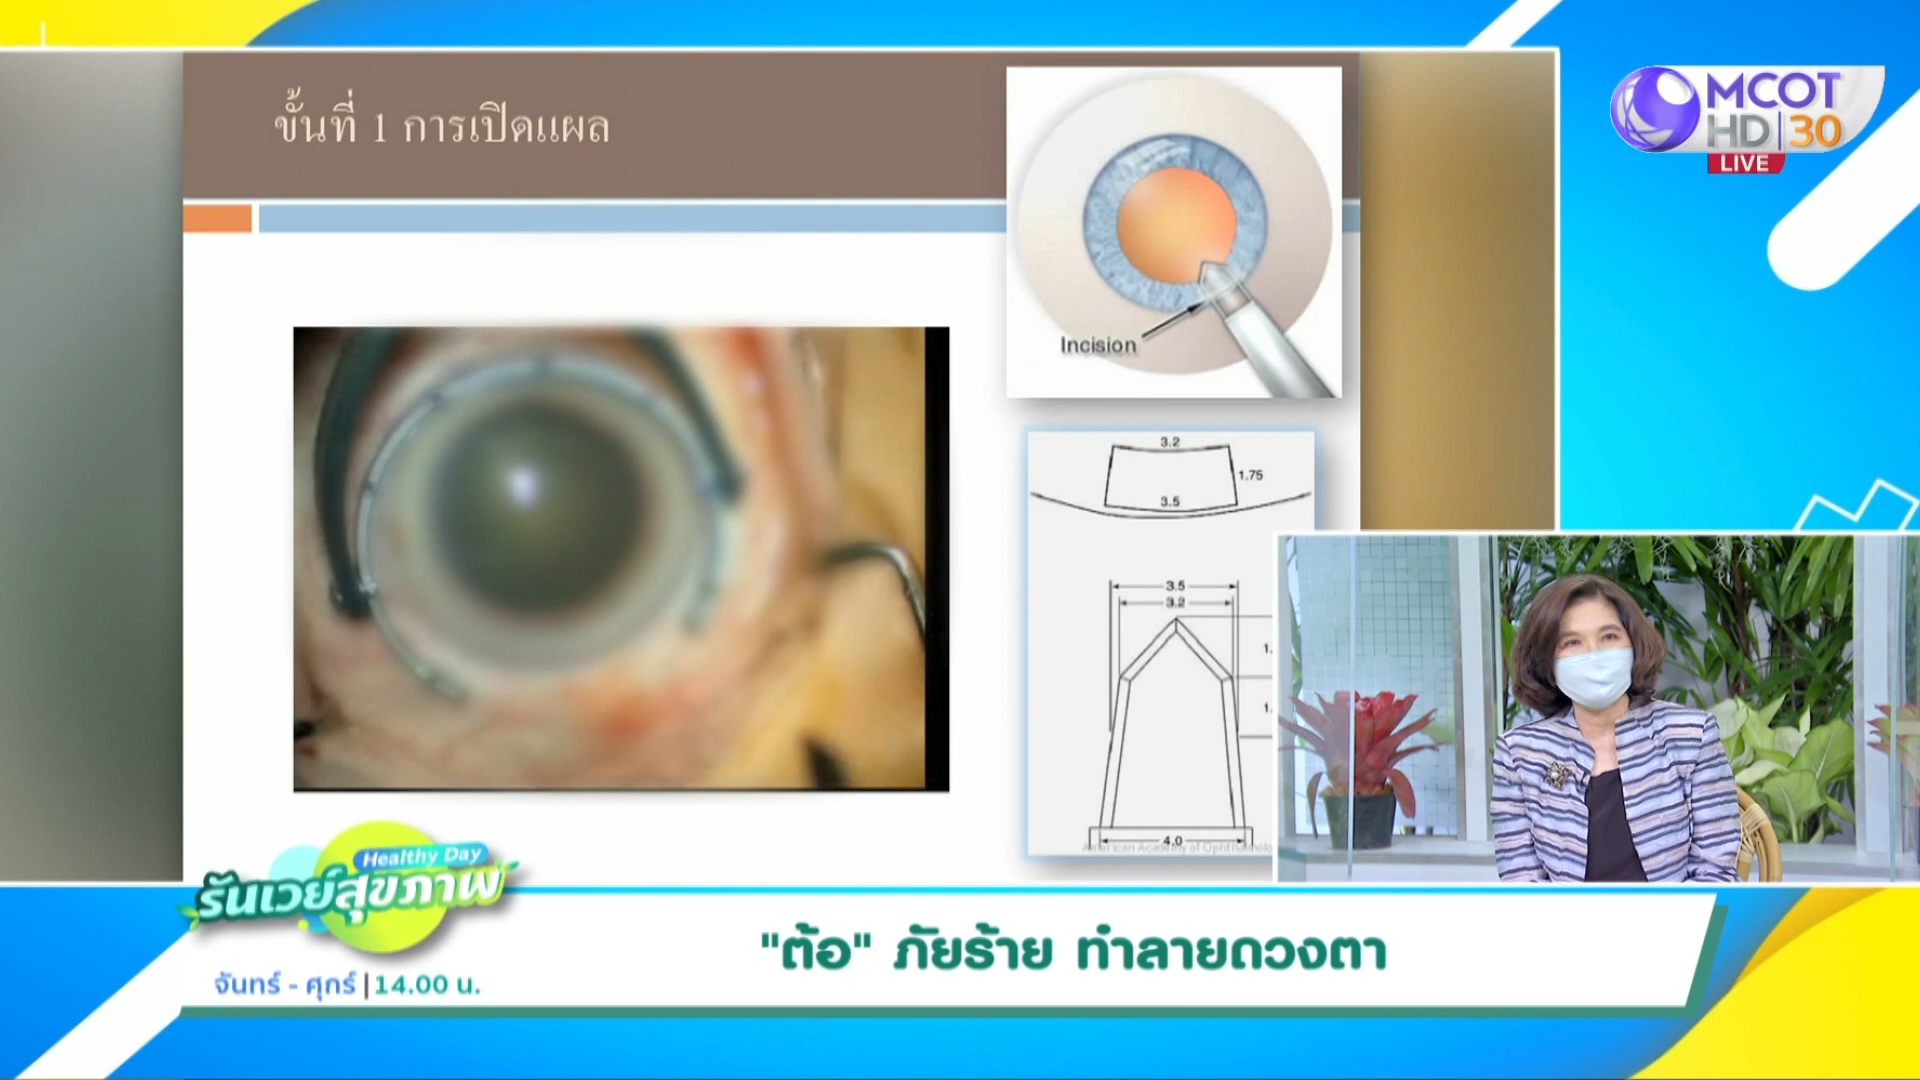 ขั้นที่ 1 การเปิดแผล
MCOT
HD 30
LIVE
Incision
3.2
1.75
3.5
3.5
3.2
1.
1.
4.0
Healthy Day
รันเวย์สุขภาพ
"ต้อ" ภัยร้าย ทำลายดวงตา
จันทร์ - ศุกร์ | 14.00 น.